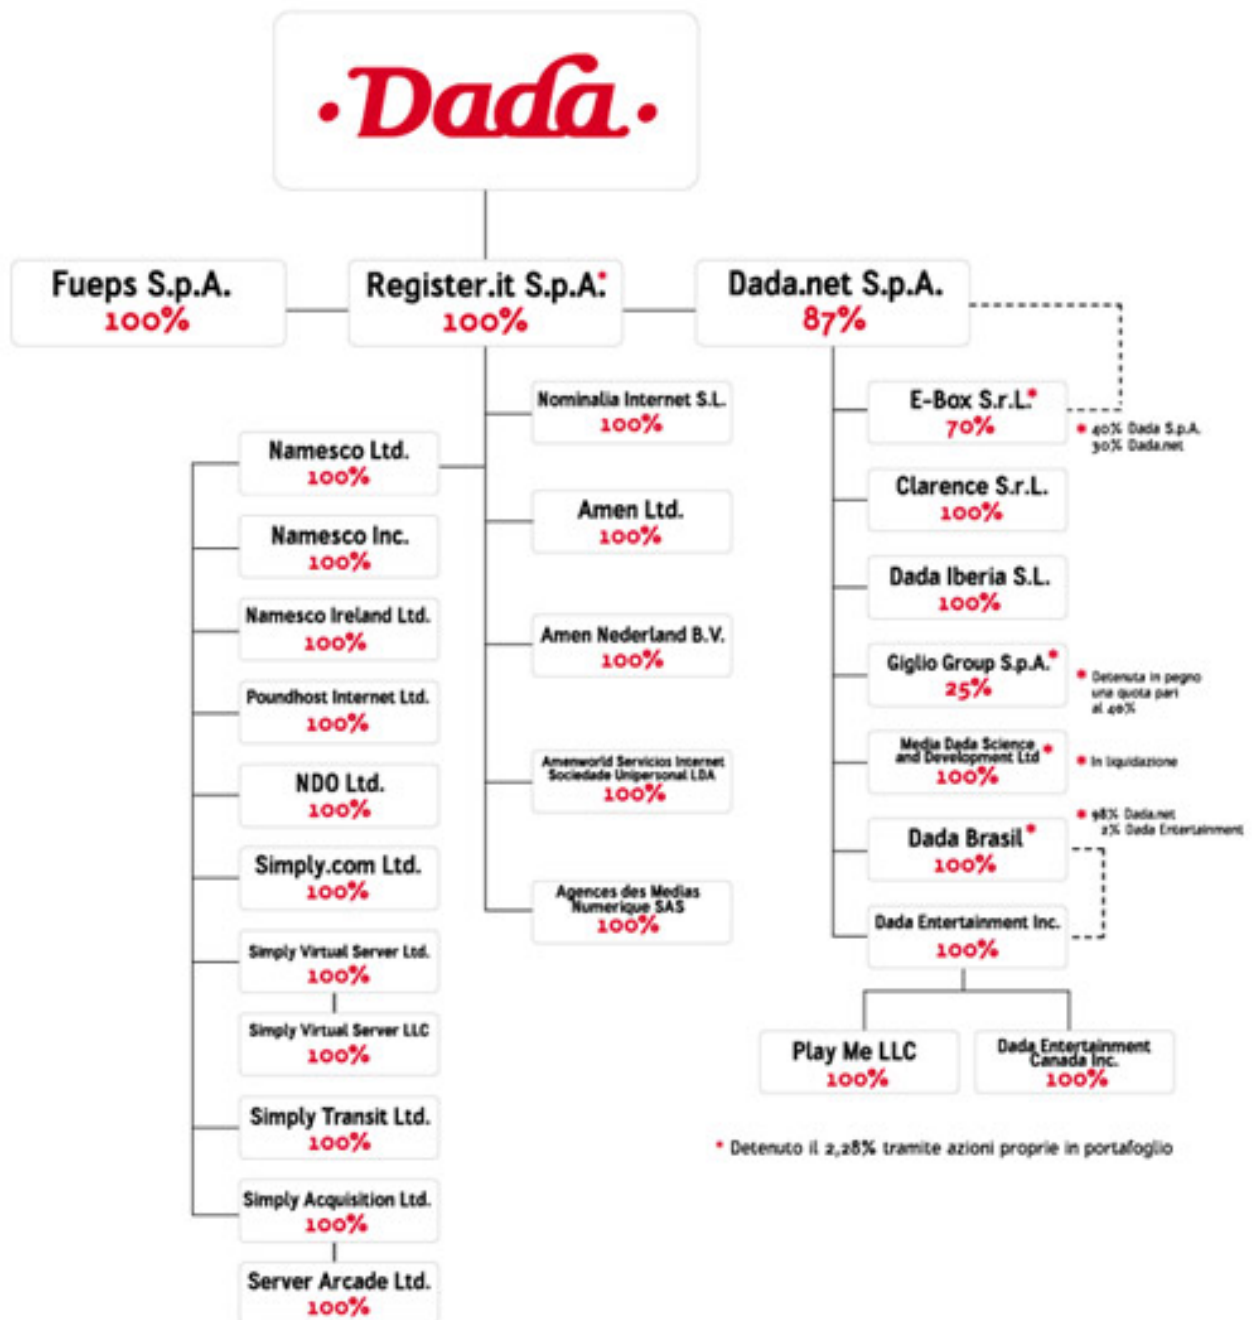 Dada
Fueps S.p.A.
100%
Register.it S.p.A.*
100%
Dada.net S.p.A.
87%
Namesco Ltd.
100%
Namesco Inc.
100%
Namesco Ireland Ltd.
100%
Poundhost Internet Ltd.
100%
NDO Ltd.
100%
Simply.com Ltd.
100%
Simply Virtual Server Ltd.
100%
Simply Virtual Server LLC
100%
Simply Transit Ltd.
100%
Simply Acquisition Ltd.
100%
Server Arcade Ltd.
100%
Nominalia Internet S.L.
100%
Amen Ltd.
100%
Amen Nederland B.V.
100%
Amenworld Servicios Internet
Sociedade Unipersonal LDA
100%
Agences des Medias
Numerique SAS
100%
E-Box S.r.L.*
70%
* 40% Dada S.p.A.
30% Dada.net
Clarence S.r.L.
100%
Dada Iberia S.L.
100%
Giglio Group S.p.A.*
25%
* Detenuta in pegno
una quota pari
al 40%
Media Dada Science
and Development Ltd *
100%
* In liquidazione
Dada Brasil*
100%
* 98% Dada.net
2% Dada Entertainment
Dada Entertainment Inc.
100%
Play Me LLC
100%
Dada Entertainment
Canada Inc.
100%
* Detenuto il 2,28% tramite azioni proprie in portafoglio